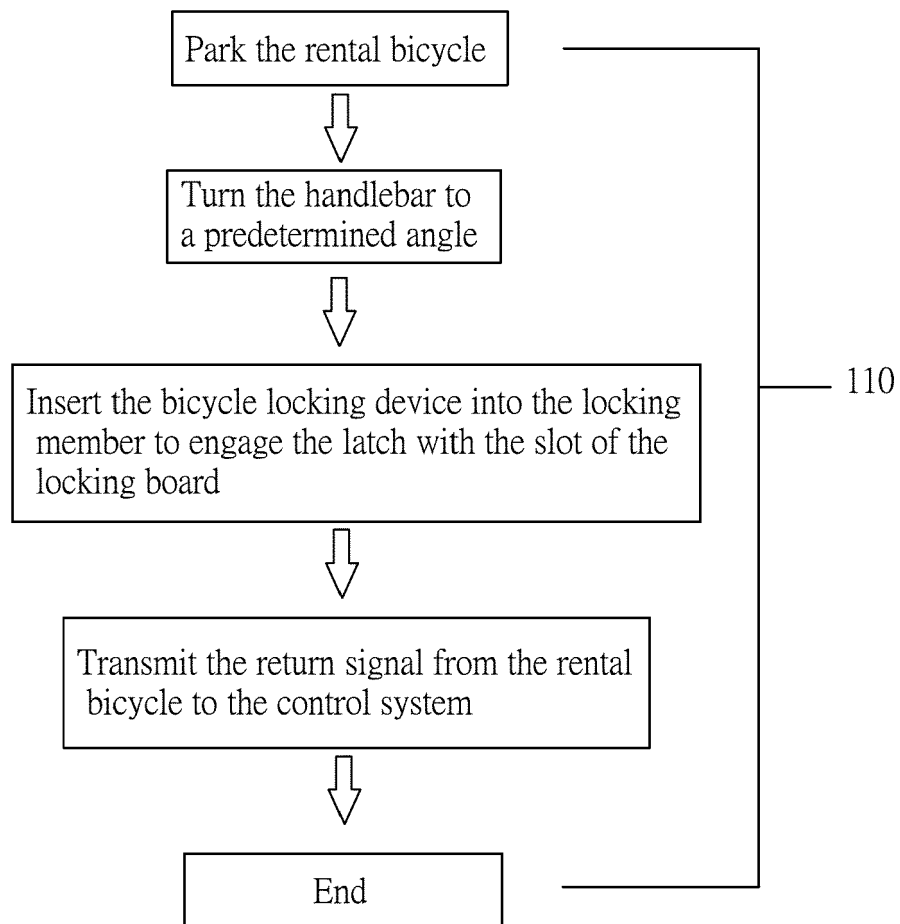 Park the rental bicycle
Turn the handlebar to
a predetermined angle
110
Insert the bicycle locking device into the locking
member to engage the latch with the slot of the
locking board
Transmit the return signal from the rental
bicycle to the control system
End